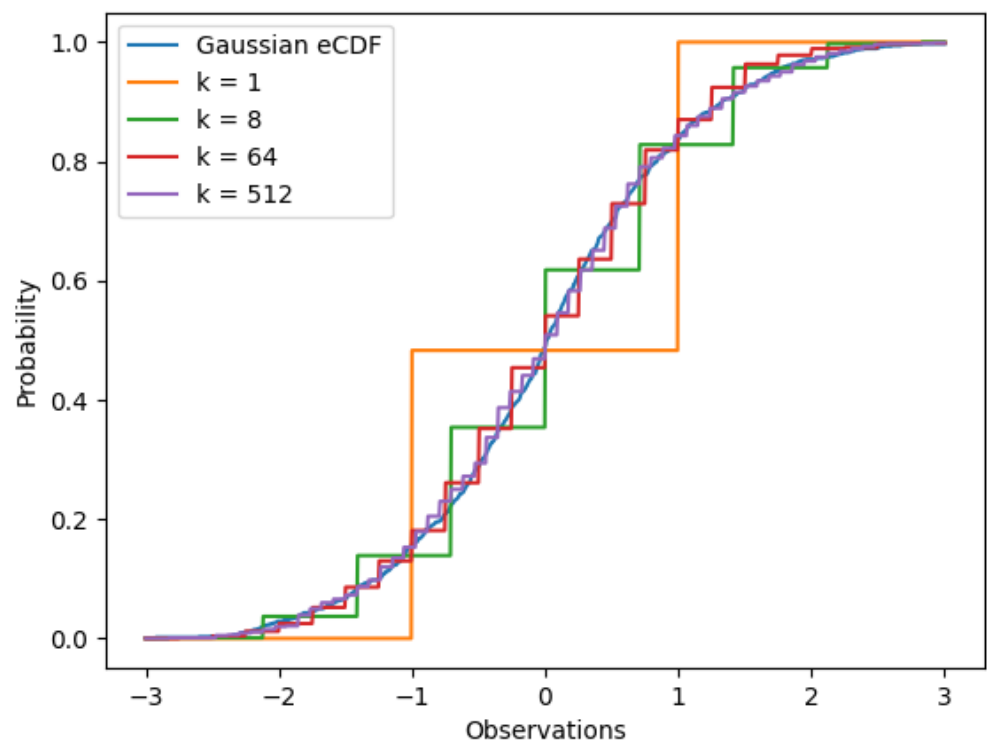 Gaussian eCDF
k = 1
k = 8
k = 64
k = 512
1.0
0.8
0.6
0.4
0.2
0.0
Probability
−3 −2 −1 0 1 2 3
Observations